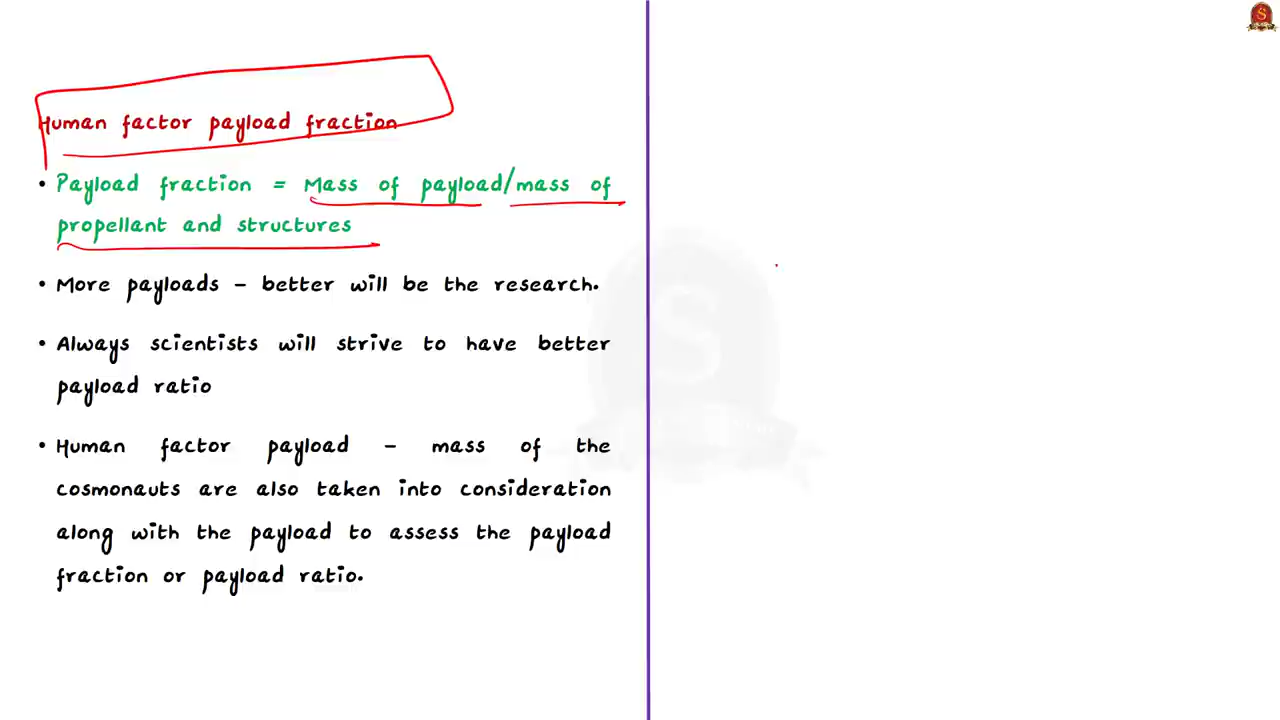 Human factor payload fraction
• Payload fraction = Mass of payload/mass of
propellant and structures
• More payloads – better will be the research.
• Always scientists will strive to have better
payload ratio
• Human factor payload – mass of the
cosmonauts are also taken into consideration
along with the payload to assess the payload
fraction or payload ratio.
S